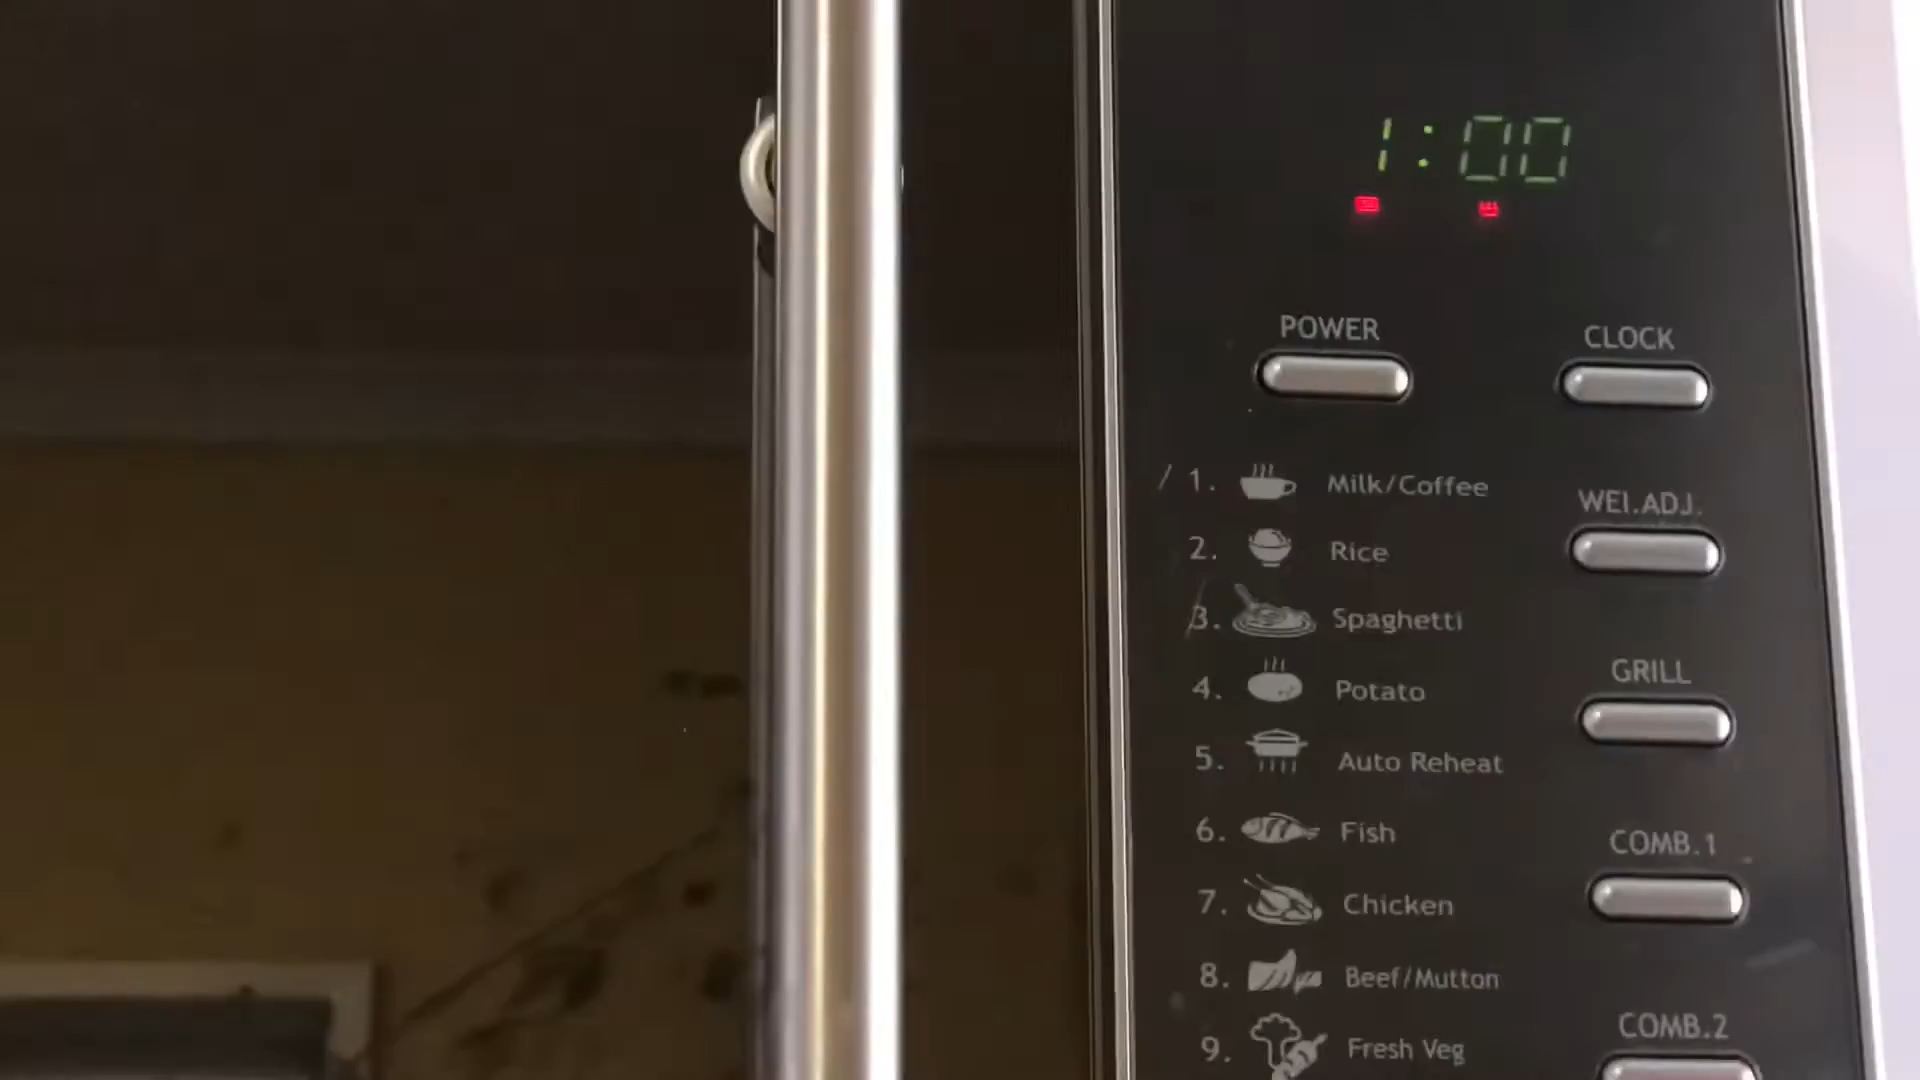 1:00
POWER
CLOCK
1. Milk/Coffee
WEI.ADJ.
2. Rice
3. Spaghetti
GRILL
4. Potato
5. Auto Reheat
6. Fish
COMB.1
7. Chicken
8. Beef/Mutton
COMB.2
9. Fresh Veg